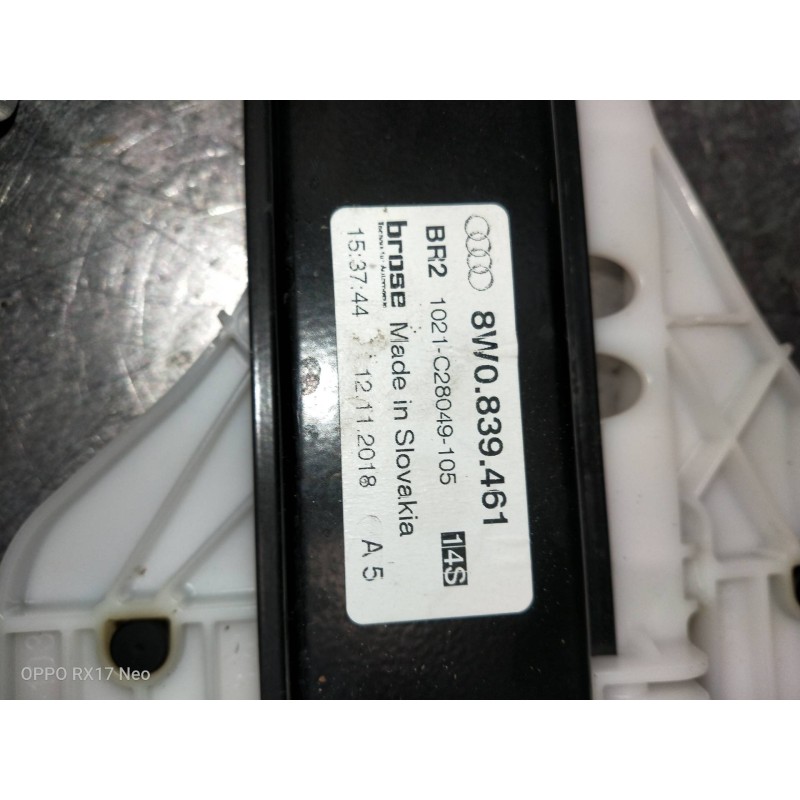 8W0.839.461
BR2 1021-C28049-105 14S
brose Made in Slovakia
15:37:44 12.11.2018 A5
OPPO RX17 Neo